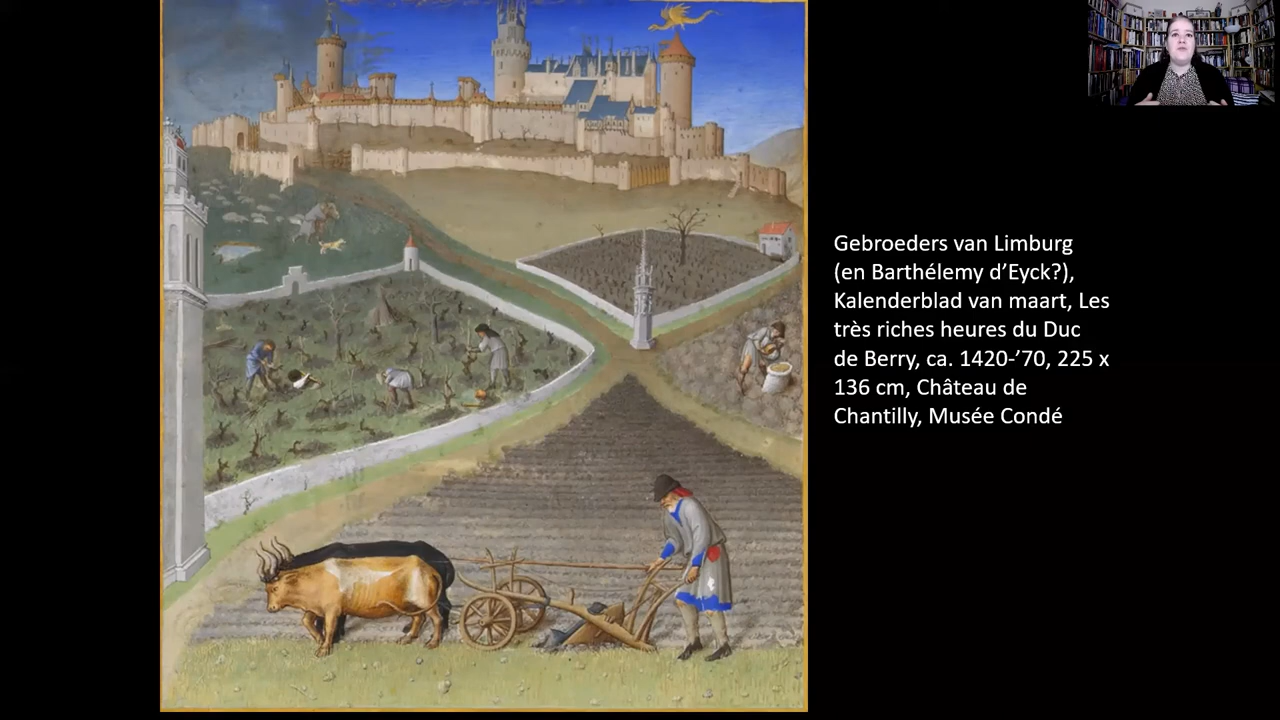 Gebroeders van Limburg
(en Barthélemy d’Eyck?),
Kalenderblad van maart, Les
très riches heures du Duc
de Berry, ca. 1420-’70, 225 x
136 cm, Château de
Chantilly, Musée Condé